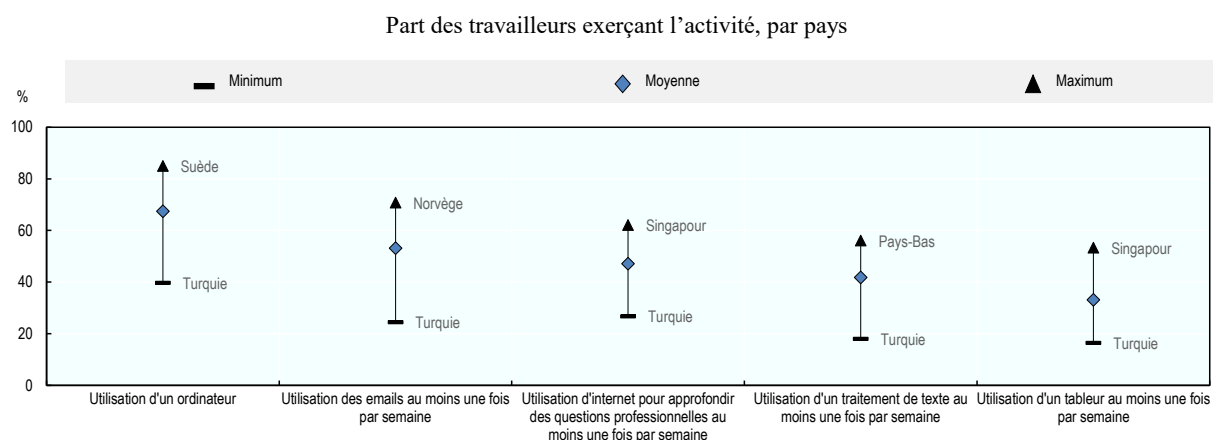 Part des travailleurs exerçant l’activité, par pays
Minimum
Moyenne
Maximum
%
100
80
60
40
20
0
Suède
Turquie
Norvège
Turquie
Singapour
Turquie
Pays-Bas
Turquie
Singapour
Turquie
Utilisation d'un ordinateur
Utilisation des emails au moins une fois
par semaine
Utilisation d'internet pour approfondir
des questions professionnelles au
moins une fois par semaine
Utilisation d'un traitement de texte au
moins une fois par semaine
Utilisation d'un tableur au moins une fois
par semaine